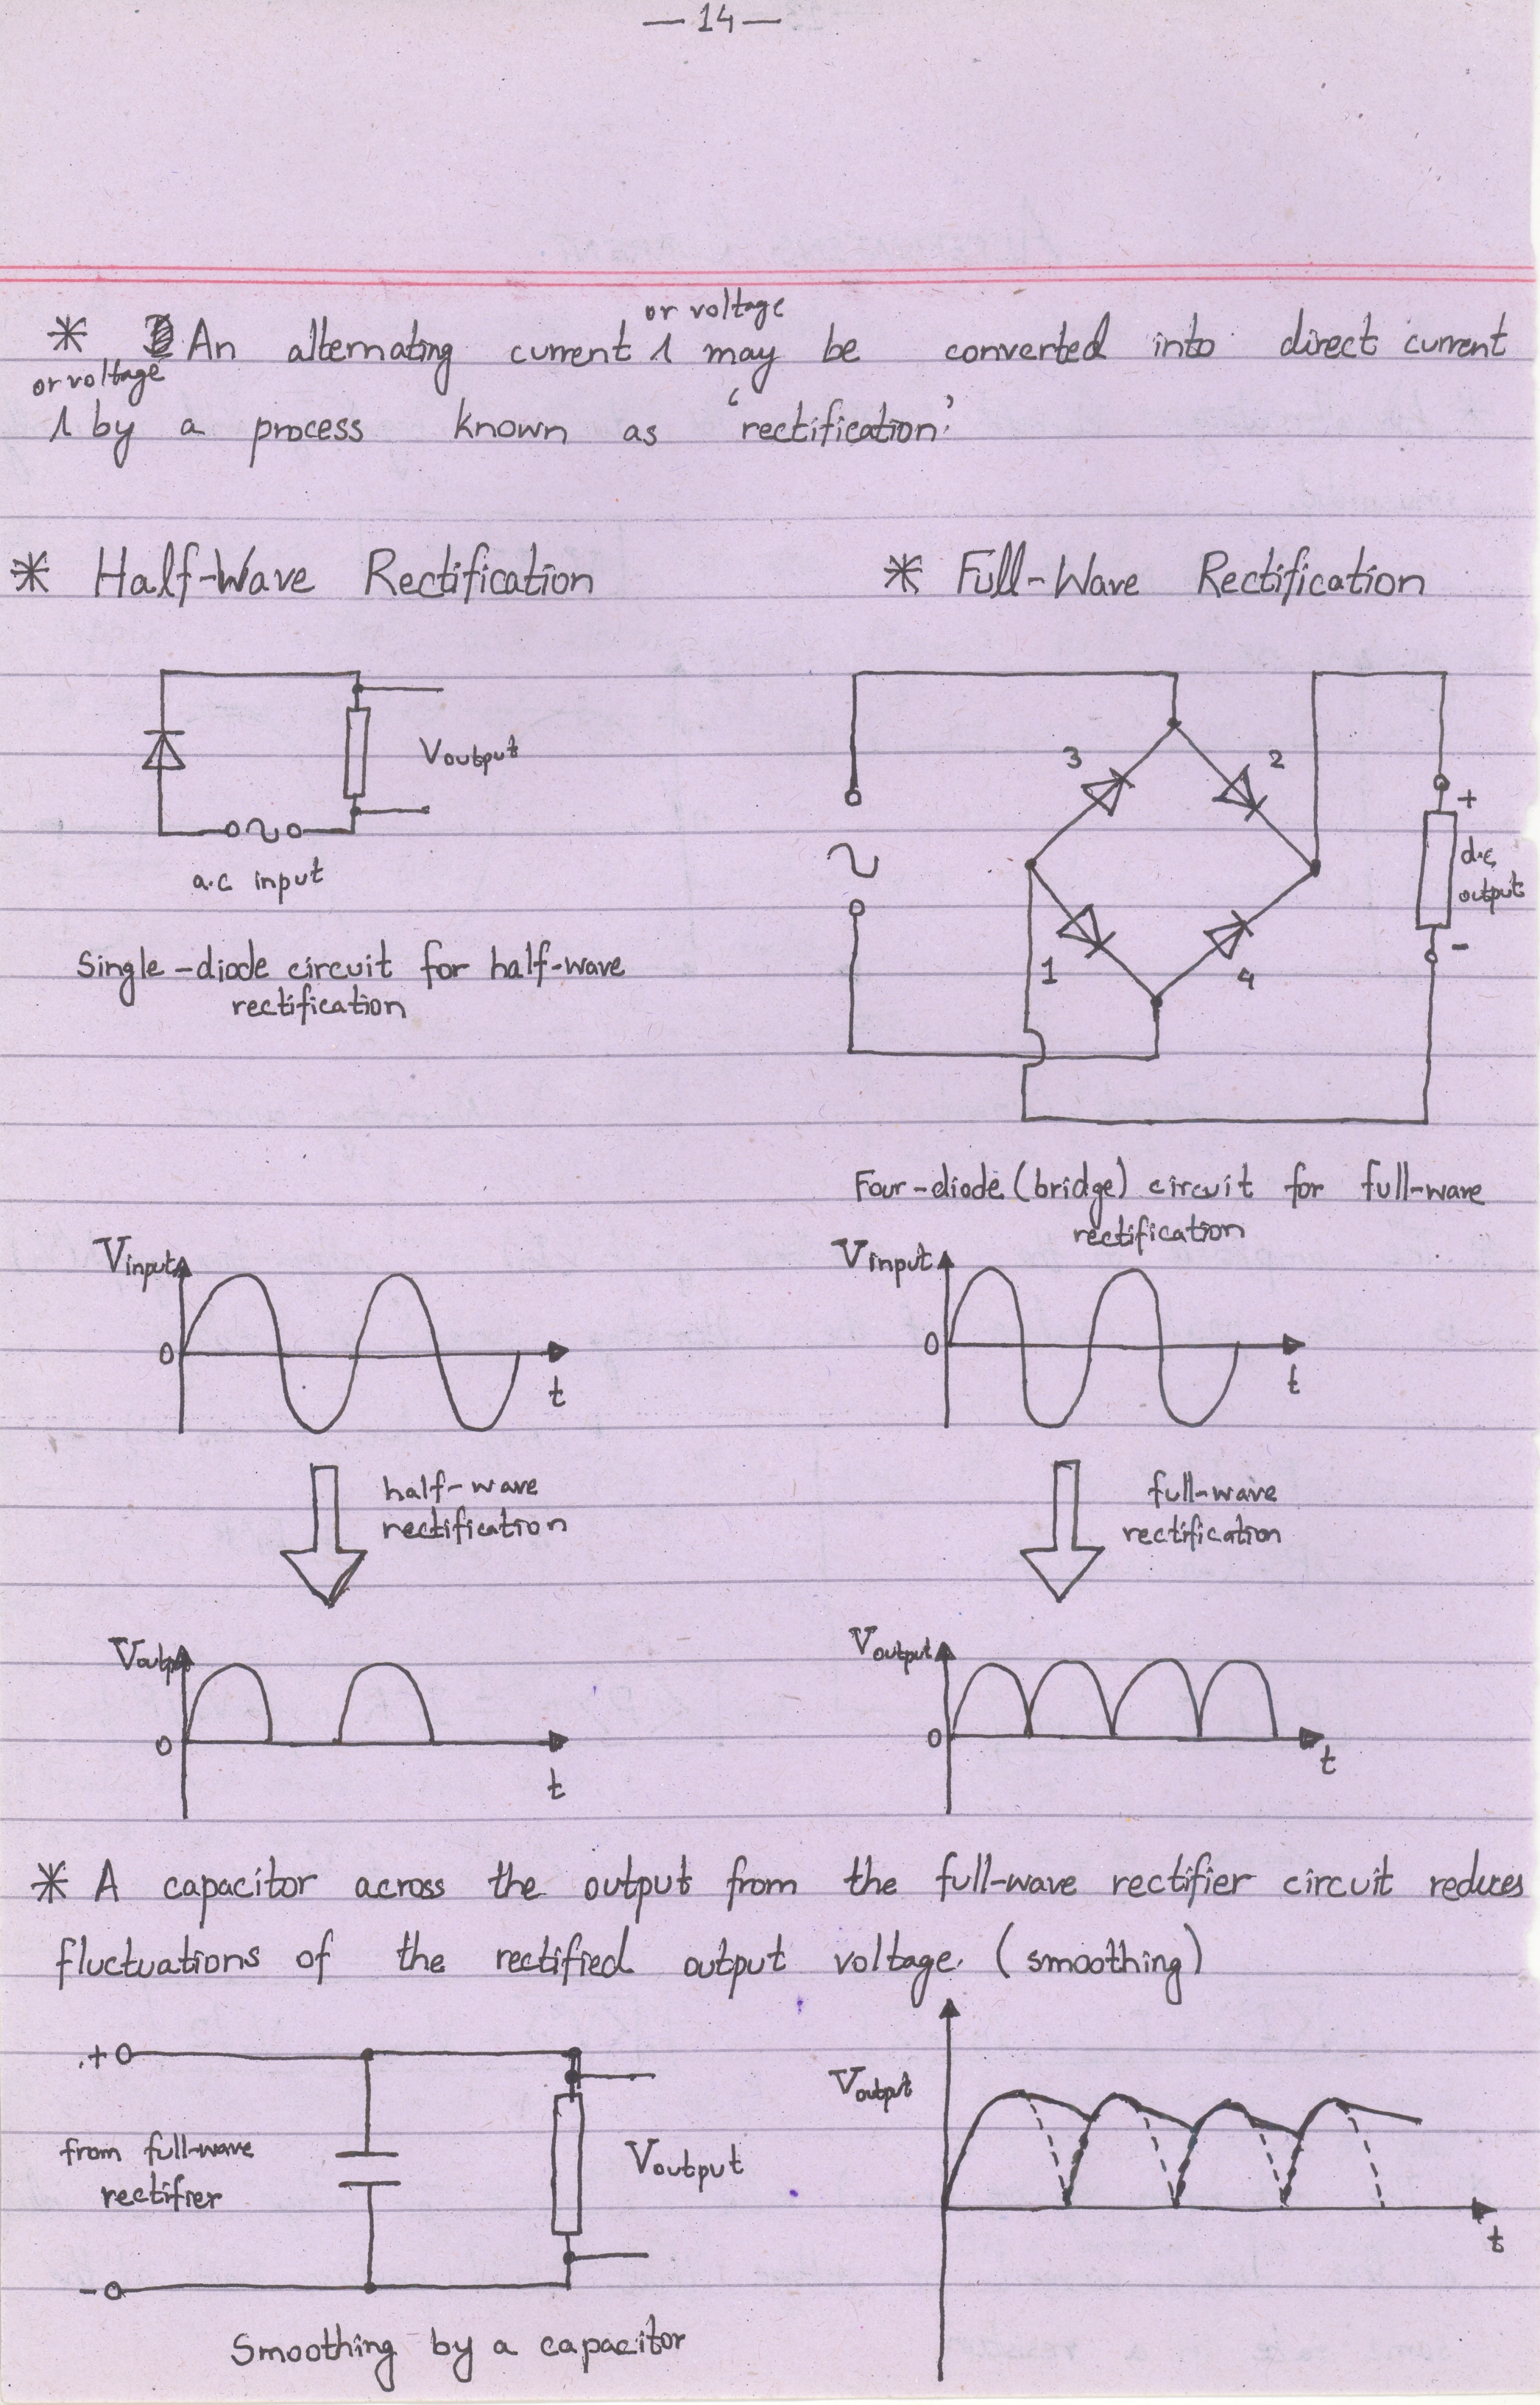 — 14 —
or voltage
* An alternating current ʌ may be converted into direct current
or voltage
ʌ by a process known as ‘rectification’.
* Half-Wave Rectification
* Full-Wave Rectification
Voutput
a.c input
Single-diode circuit for half-wave
rectification
3
2
1
4
+
d.c
output
-
Four-diode (bridge) circuit for full-wave
rectification
Vinput
0
t
Vinput
0
t
half-wave
rectification
full-wave
rectification
Voutput
0
t
Voutput
0
t
* A capacitor across the output from the full-wave rectifier circuit reduces
fluctuations of the rectified output voltage. (smoothing)
+
from full-wave
rectifier
Voutput
-
Smoothing by a capacitor
Voutput
t